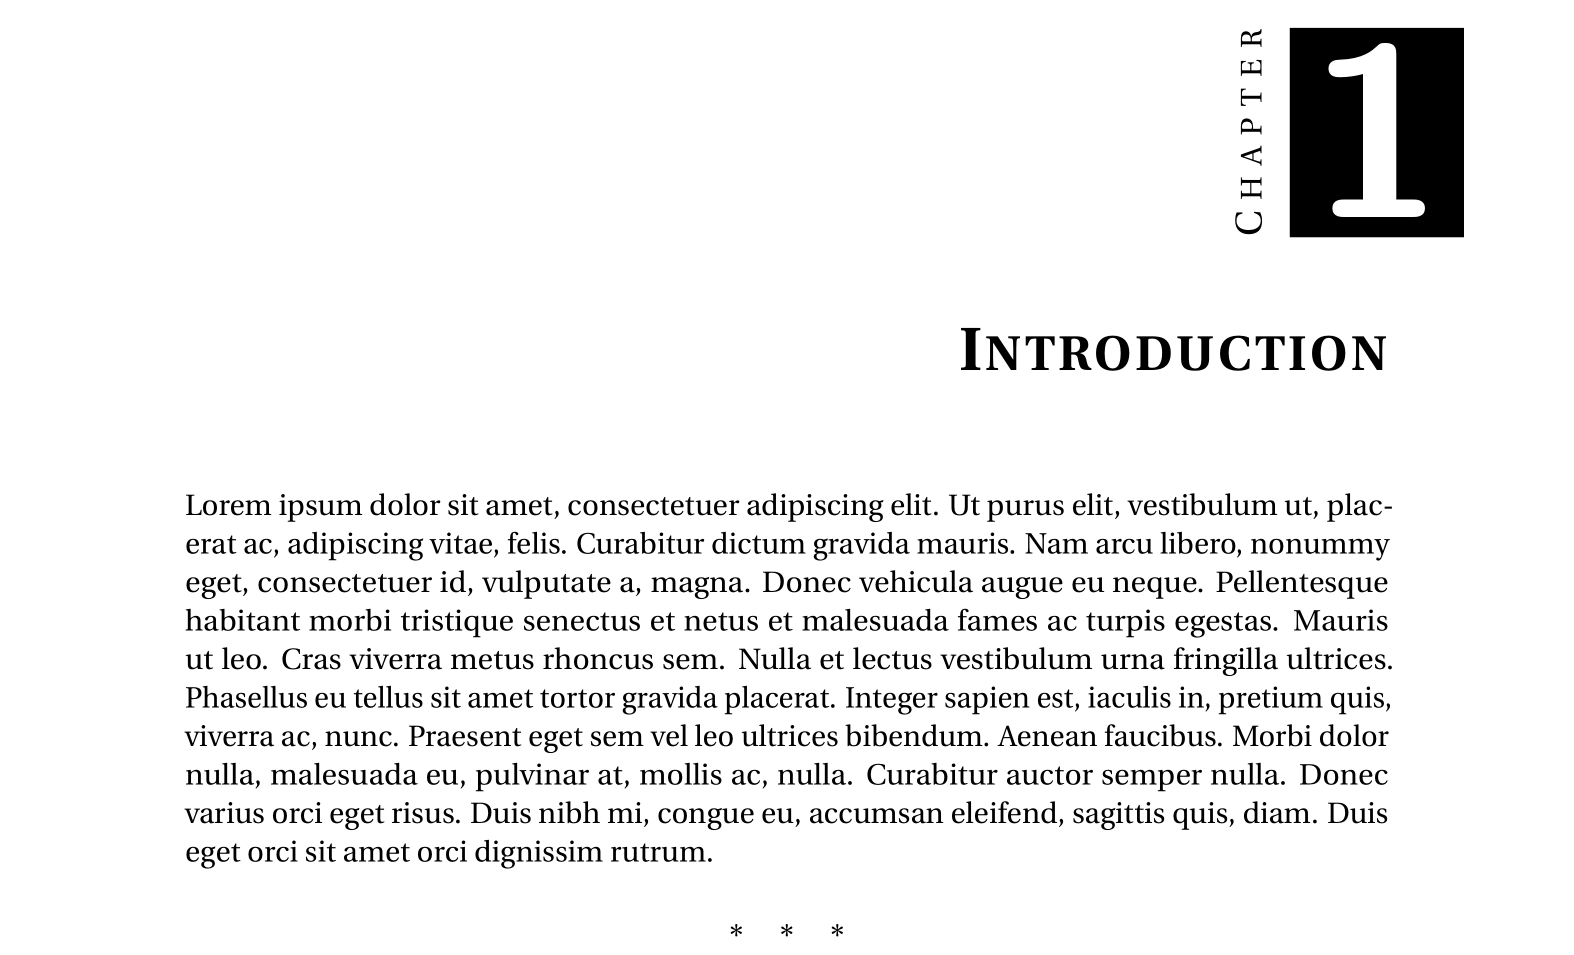 CHAPTER
1
INTRODUCTION
Lorem ipsum dolor sit amet, consectetuer adipiscing elit. Ut purus elit, vestibulum ut, plac-
erat ac, adipiscing vitae, felis. Curabitur dictum gravida mauris. Nam arcu libero, nonummy
eget, consectetuer id, vulputate a, magna. Donec vehicula augue eu neque. Pellentesque
habitant morbi tristique senectus et netus et malesuada fames ac turpis egestas. Mauris
ut leo. Cras viverra metus rhoncus sem. Nulla et lectus vestibulum urna fringilla ultrices.
Phasellus eu tellus sit amet tortor gravida placerat. Integer sapien est, iaculis in, pretium quis,
viverra ac, nunc. Praesent eget sem vel leo ultrices bibendum. Aenean faucibus. Morbi dolor
nulla, malesuada eu, pulvinar at, mollis ac, nulla. Curabitur auctor semper nulla. Donec
varius orci eget risus. Duis nibh mi, congue eu, accumsan eleifend, sagittis quis, diam. Duis
eget orci sit amet orci dignissim rutrum.
* * *